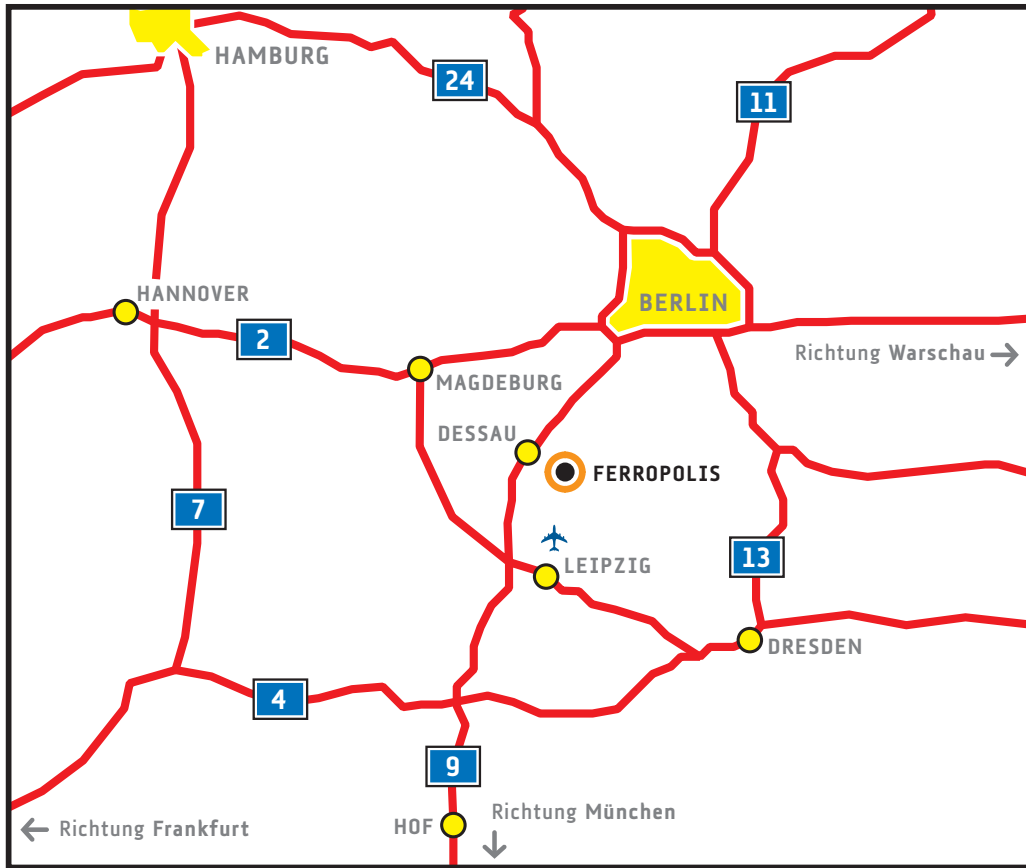 HAMBURG
24
11
HANNOVER
BERLIN
2
Richtung Warschau →
MAGDEBURG
DESSAU
FERROPOLIS
7
13
LEIPZIG
DRESDEN
4
9
Richtung München
HOF
← Richtung Frankfurt
↓